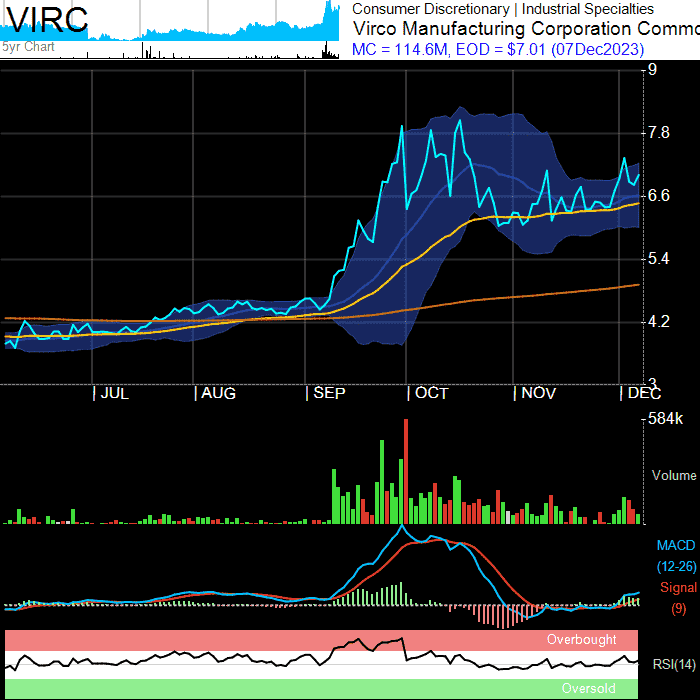 VIRC
5yr Chart
Consumer Discretionary | Industrial Specialties
Virco Manufacturing Corporation Commo
MC = 114.6M, EOD = $7.01 (07Dec2023)
9
7.8
6.6
5.4
4.2
3
| JUL | AUG | SEP | OCT | NOV | DEC
584k
Volume
MACD
(12-26)
Signal
(9)
Overbought
RSI(14)
Oversold